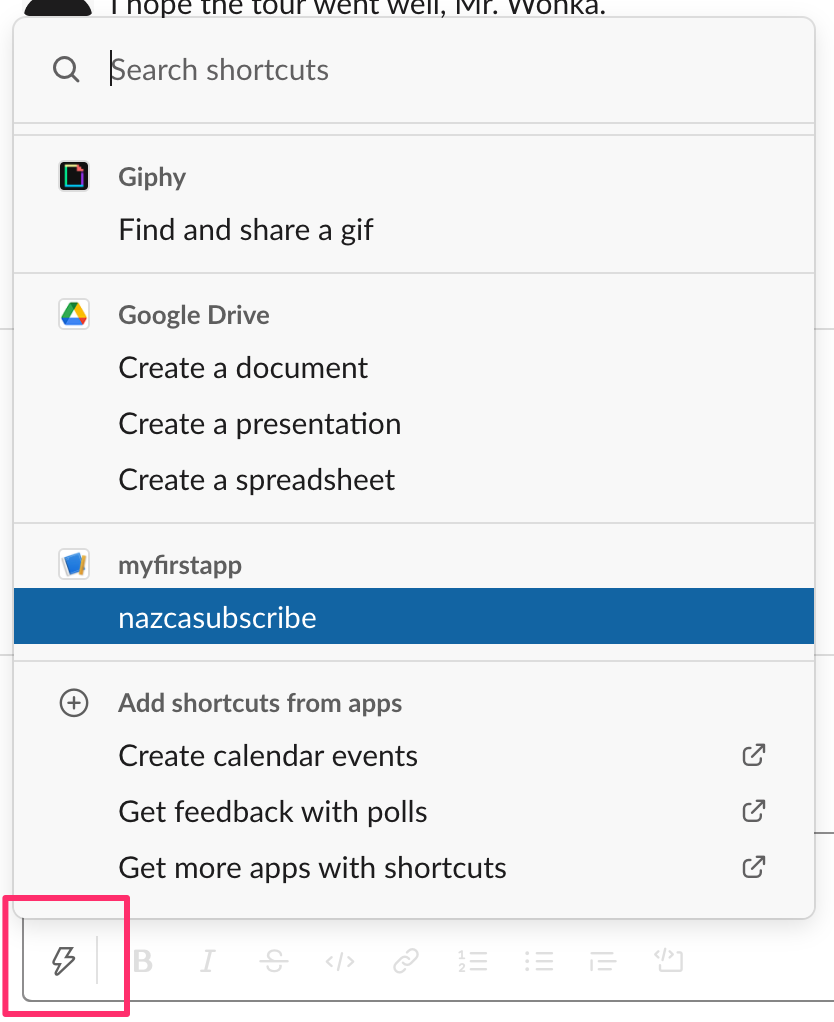 I hope the tour went well, Mr. Wonka.
Search shortcuts
Giphy
Find and share a gif
Google Drive
Create a document
Create a presentation
Create a spreadsheet
myfirstapp
nazcasubscribe
Add shortcuts from apps
Create calendar events
Get feedback with polls
Get more apps with shortcuts